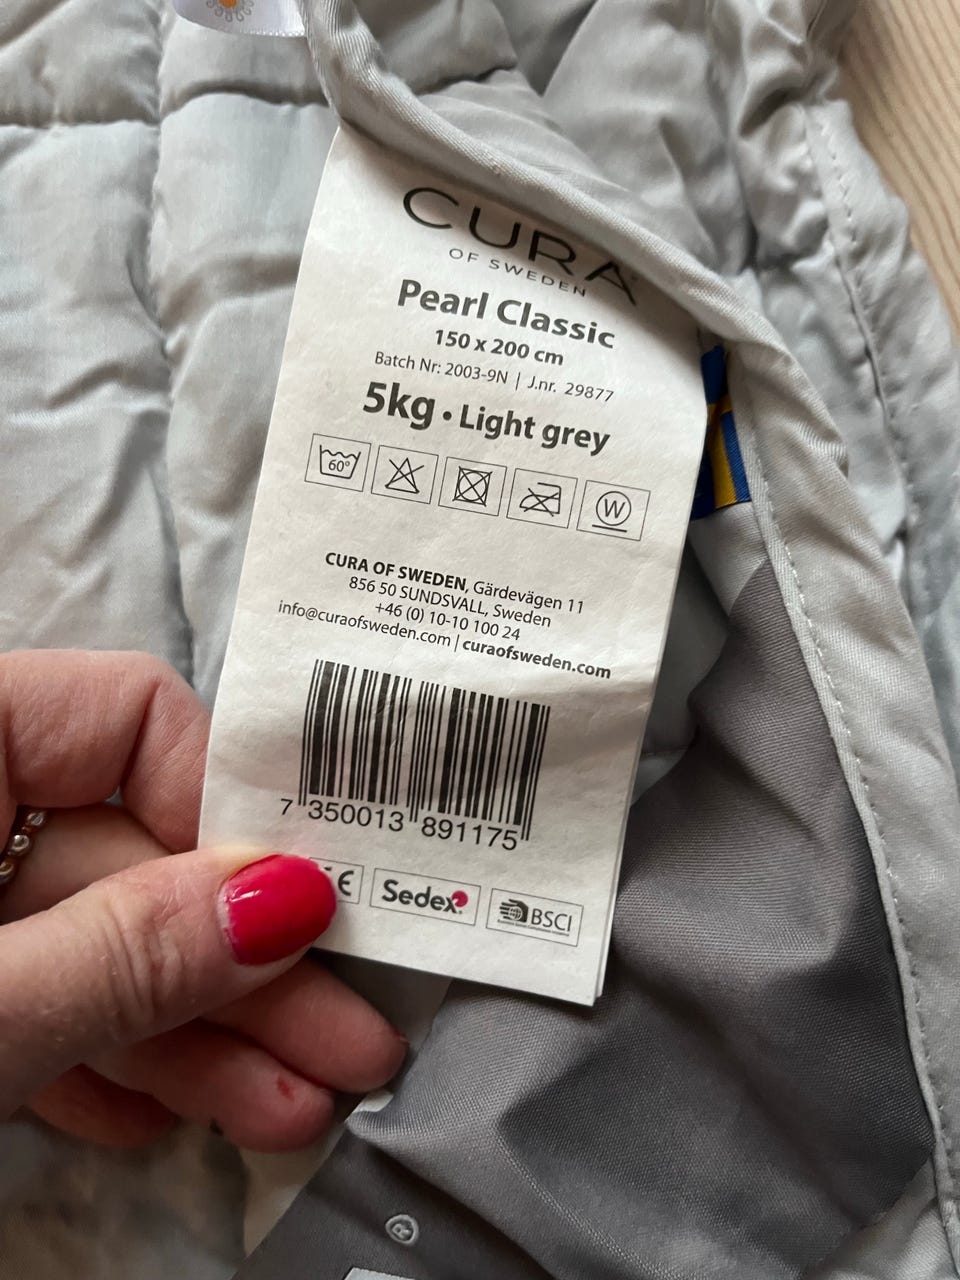 CURA
OF SWEDEN
Pearl Classic
150 x 200 cm
Batch Nr: 2003-9N | J.nr. 29877
5kg • Light grey
60°
W
CURA OF SWEDEN, Gärdevägen 11
856 50 SUNDSVALL, Sweden
+46 (0) 10-10 100 24
info@curaofsweden.com | curaofsweden.com
7 350013 891175
CE
Sedex
BSCI
®